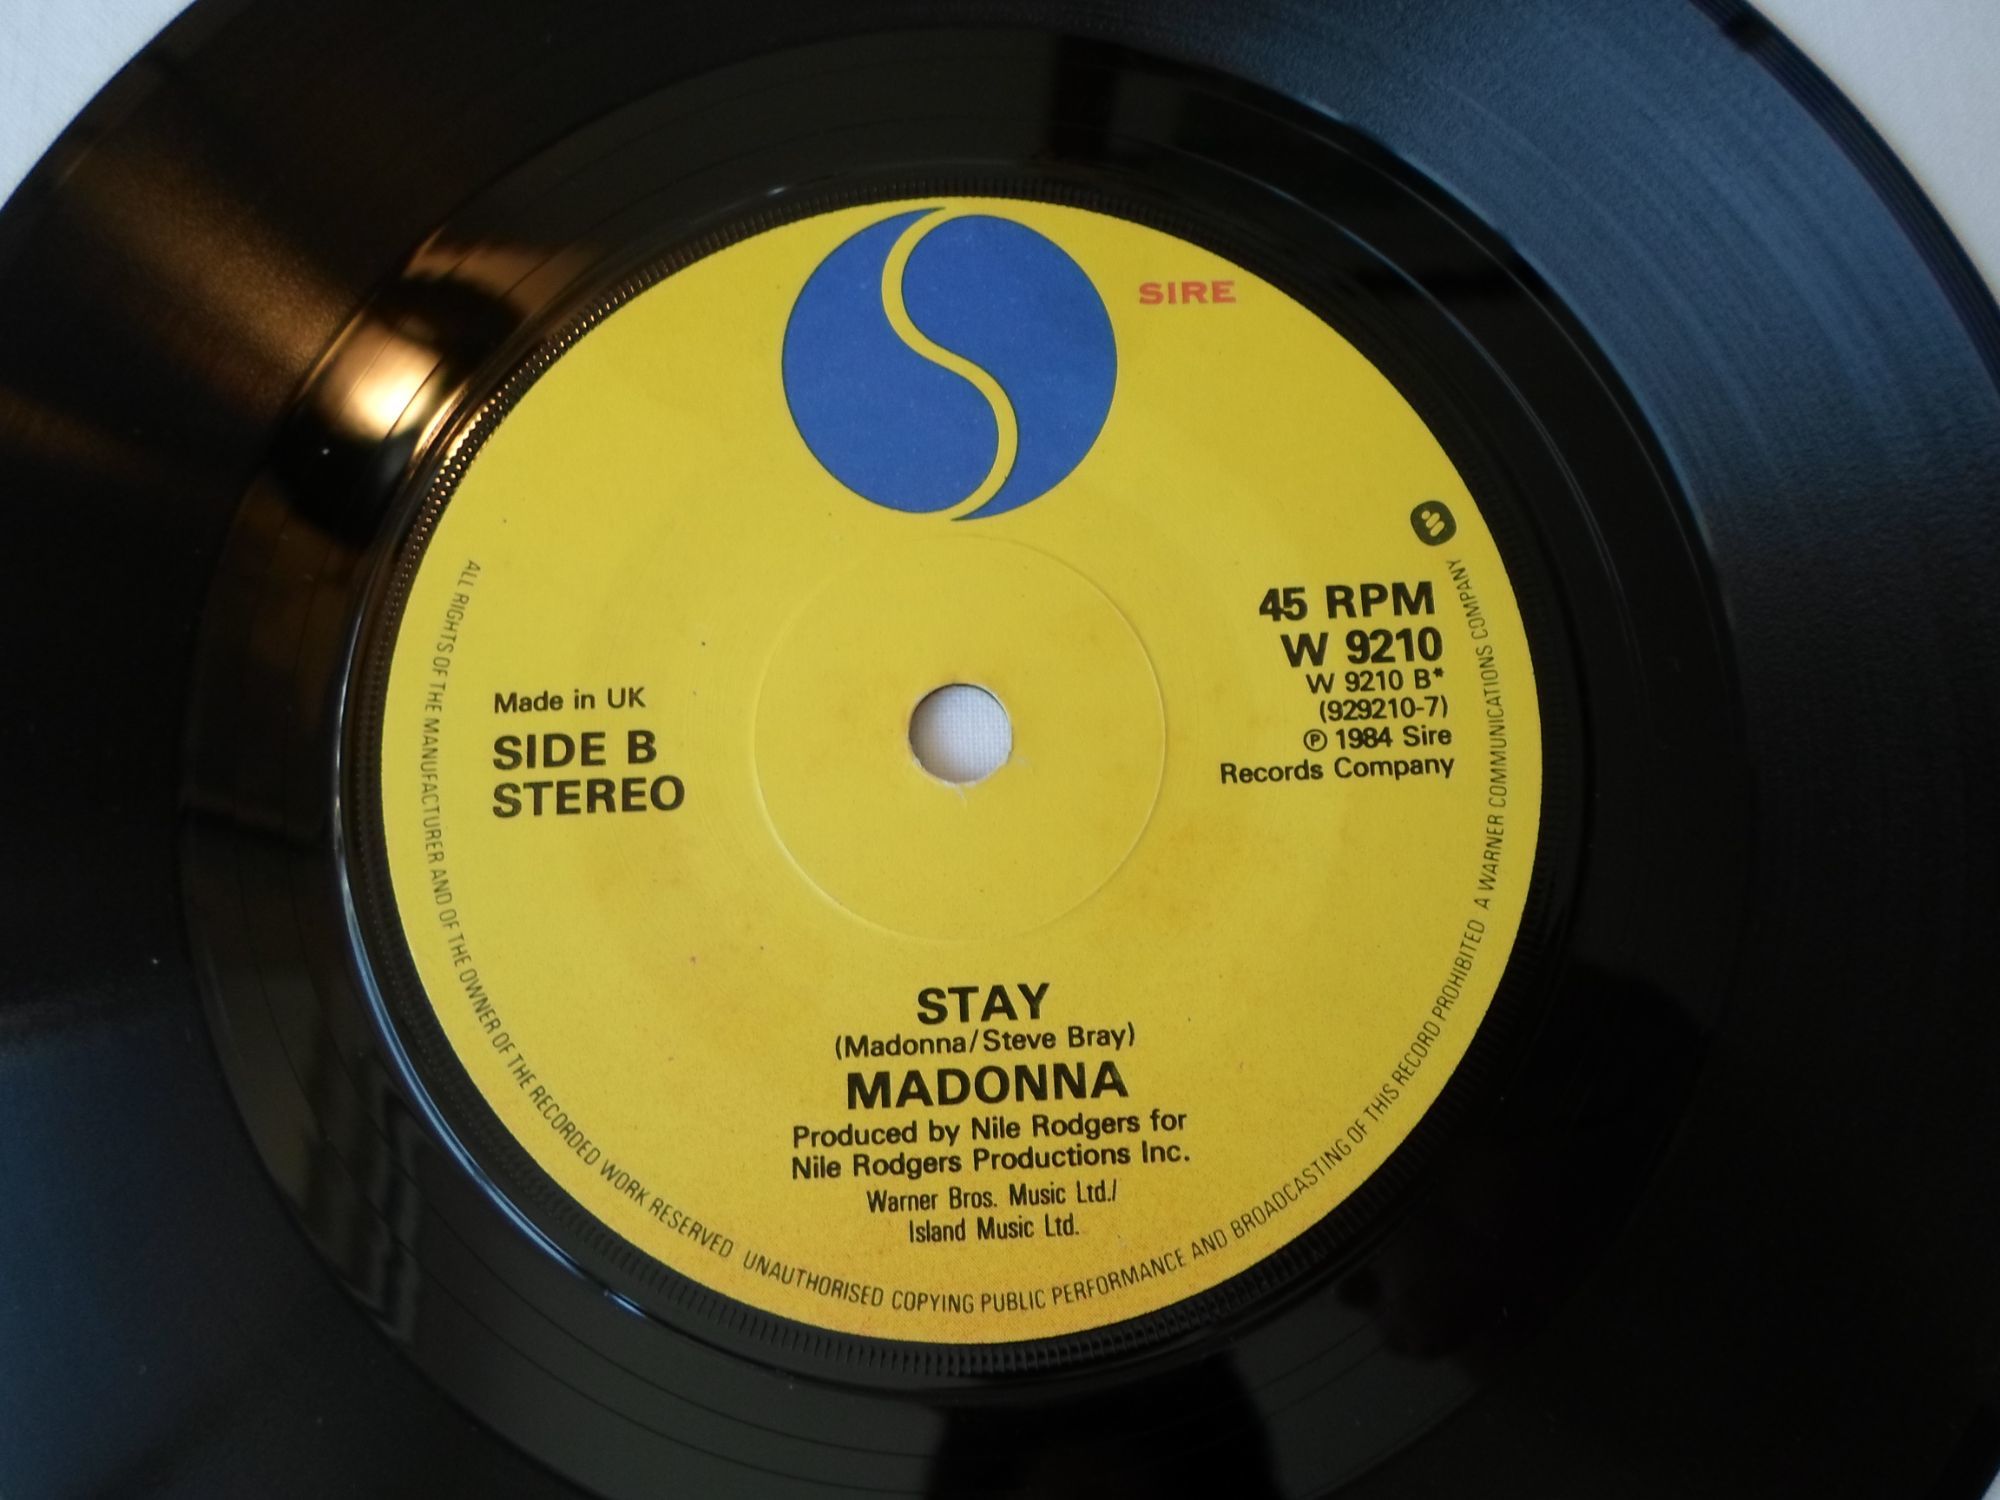 SIRE
45 RPM
W 9210
W 9210 B*
(929210-7)
℗ 1984 Sire
Records Company
Made in UK
SIDE B
STEREO
STAY
(Madonna/Steve Bray)
MADONNA
Produced by Nile Rodgers for
Nile Rodgers Productions Inc.
Warner Bros. Music Ltd./
Island Music Ltd.
ALL RIGHTS OF THE MANUFACTURER AND OF THE OWNER OF THE RECORDED WORK RESERVED UNAUTHORISED COPYING PUBLIC PERFORMANCE AND BROADCASTING OF THIS RECORD PROHIBITED A WARNER COMMUNICATIONS COMPANY